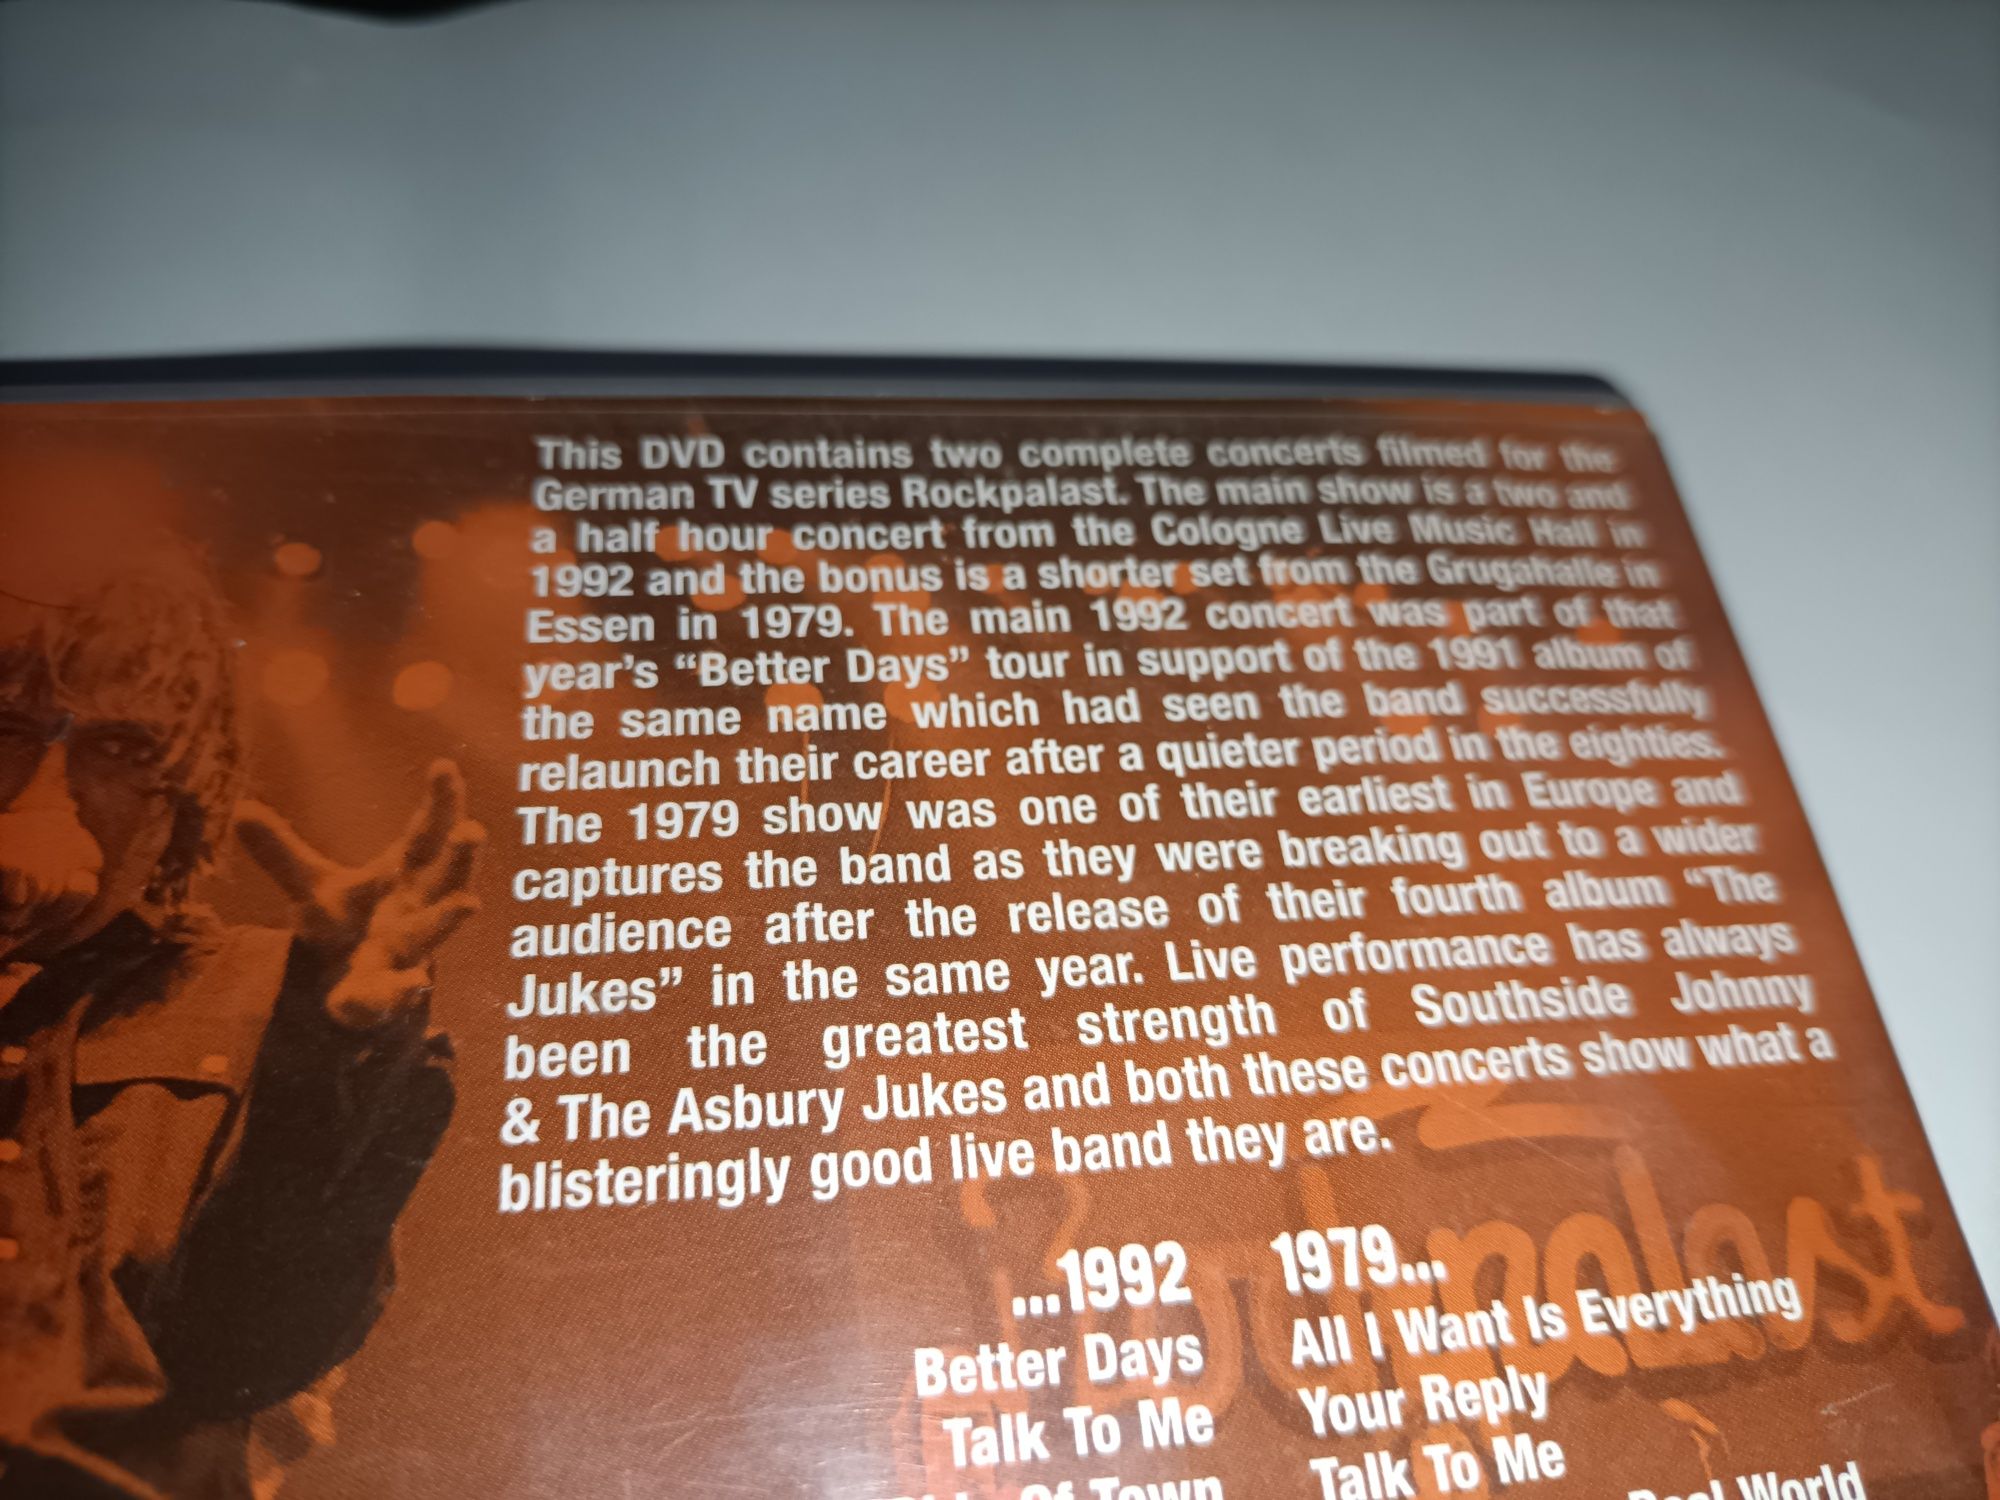 This DVD contains two complete concerts filmed for the
German TV series Rockpalast. The main show is a two and
a half hour concert from the Cologne Live Music Hall in
1992 and the bonus is a shorter set from the Grugahalle in
Essen in 1979. The main 1992 concert was part of that
year's “Better Days” tour in support of the 1991 album of
the same name which had seen the band successfully
relaunch their career after a quieter period in the eighties.
The 1979 show was one of their earliest in Europe and
captures the band as they were breaking out to a wider
audience after the release of their fourth album “The
Jukes” in the same year. Live performance has always
been the greatest strength of Southside Johnny
& The Asbury Jukes and both these concerts show what a
blisteringly good live band they are.
...1992
Better Days
Talk To Me
Of Town
1979...
All I Want Is Everything
Your Reply
Talk To Me
Real World
Rockpalast